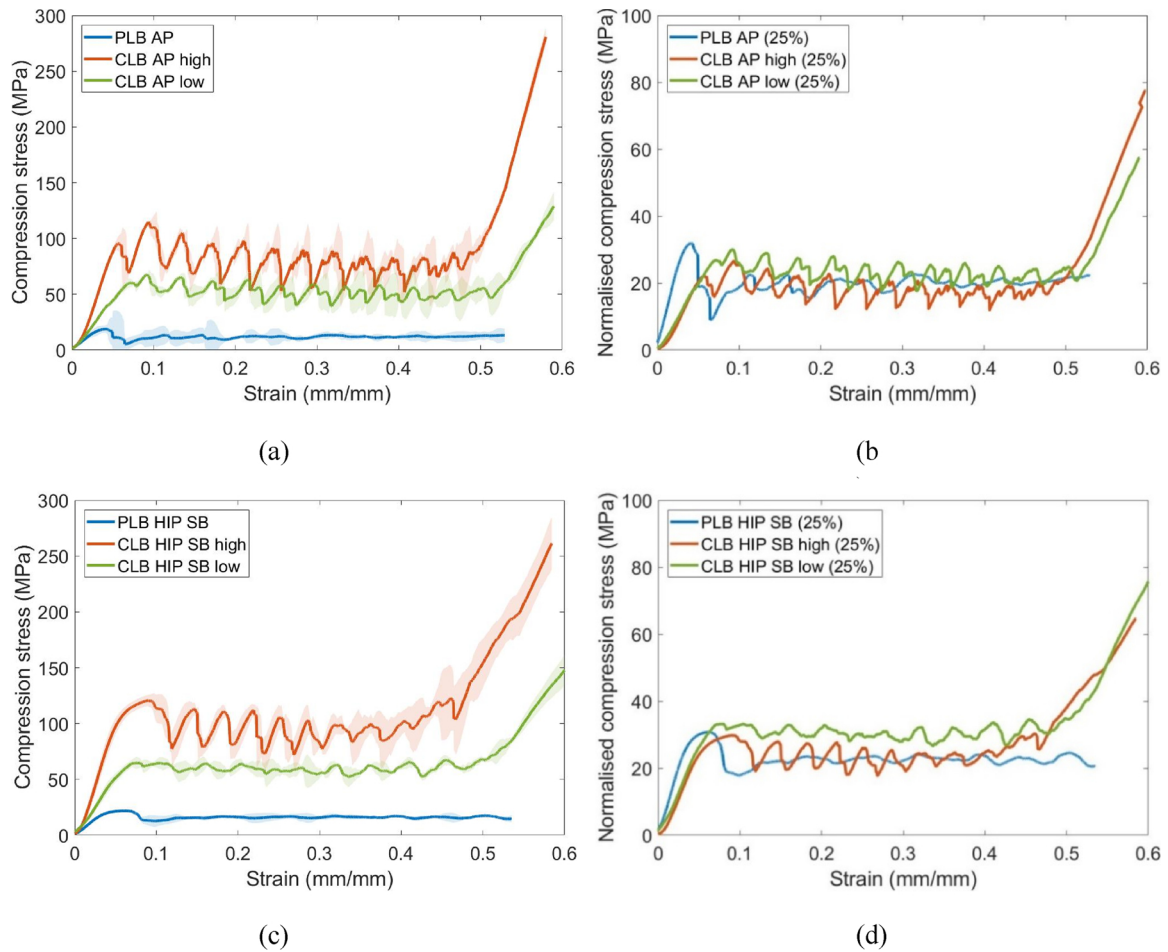 300
250
200
150
100
50
0
Compression stress (MPa)
PLB AP
CLB AP high
CLB AP low
0 0.1 0.2 0.3 0.4 0.5 0.6
Strain (mm/mm)
(a)
100
80
60
40
20
0
Normalised compression stress (MPa)
PLB AP (25%)
CLB AP high (25%)
CLB AP low (25%)
0 0.1 0.2 0.3 0.4 0.5 0.6
Strain (mm/mm)
(b
300
250
200
150
100
50
0
Compression stress (MPa)
PLB HIP SB
CLB HIP SB high
CLB HIP SB low
0 0.1 0.2 0.3 0.4 0.5 0.6
Strain (mm/mm)
(c)
100
80
60
40
20
0
Normalised compression stress (MPa)
PLB HIP SB (25%)
CLB HIP SB high (25%)
CLB HIP SB low (25%)
0 0.1 0.2 0.3 0.4 0.5 0.6
Strain (mm/mm)
(d)